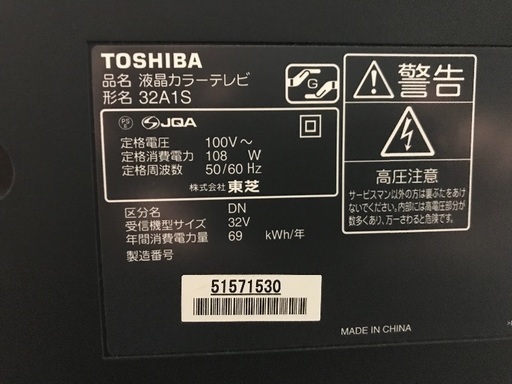 TOSHIBA
品名 液晶カラーテレビ
形名 32A1S
G
PS
E
JQA
定格電圧 100V～
定格消費電力 108 W
定格周波数 50/60 Hz
株式会社 東芝
区分名 DN
受信機型サイズ 32V
年間消費電力量 69 kWh/年
製造番号
51571530
警告
高圧注意
サービスマン以外の方は裏ぶたをあけ
ないでください。内部には高電圧部分が
数多くあり、万一さわると危険です。
MADE IN CHINA